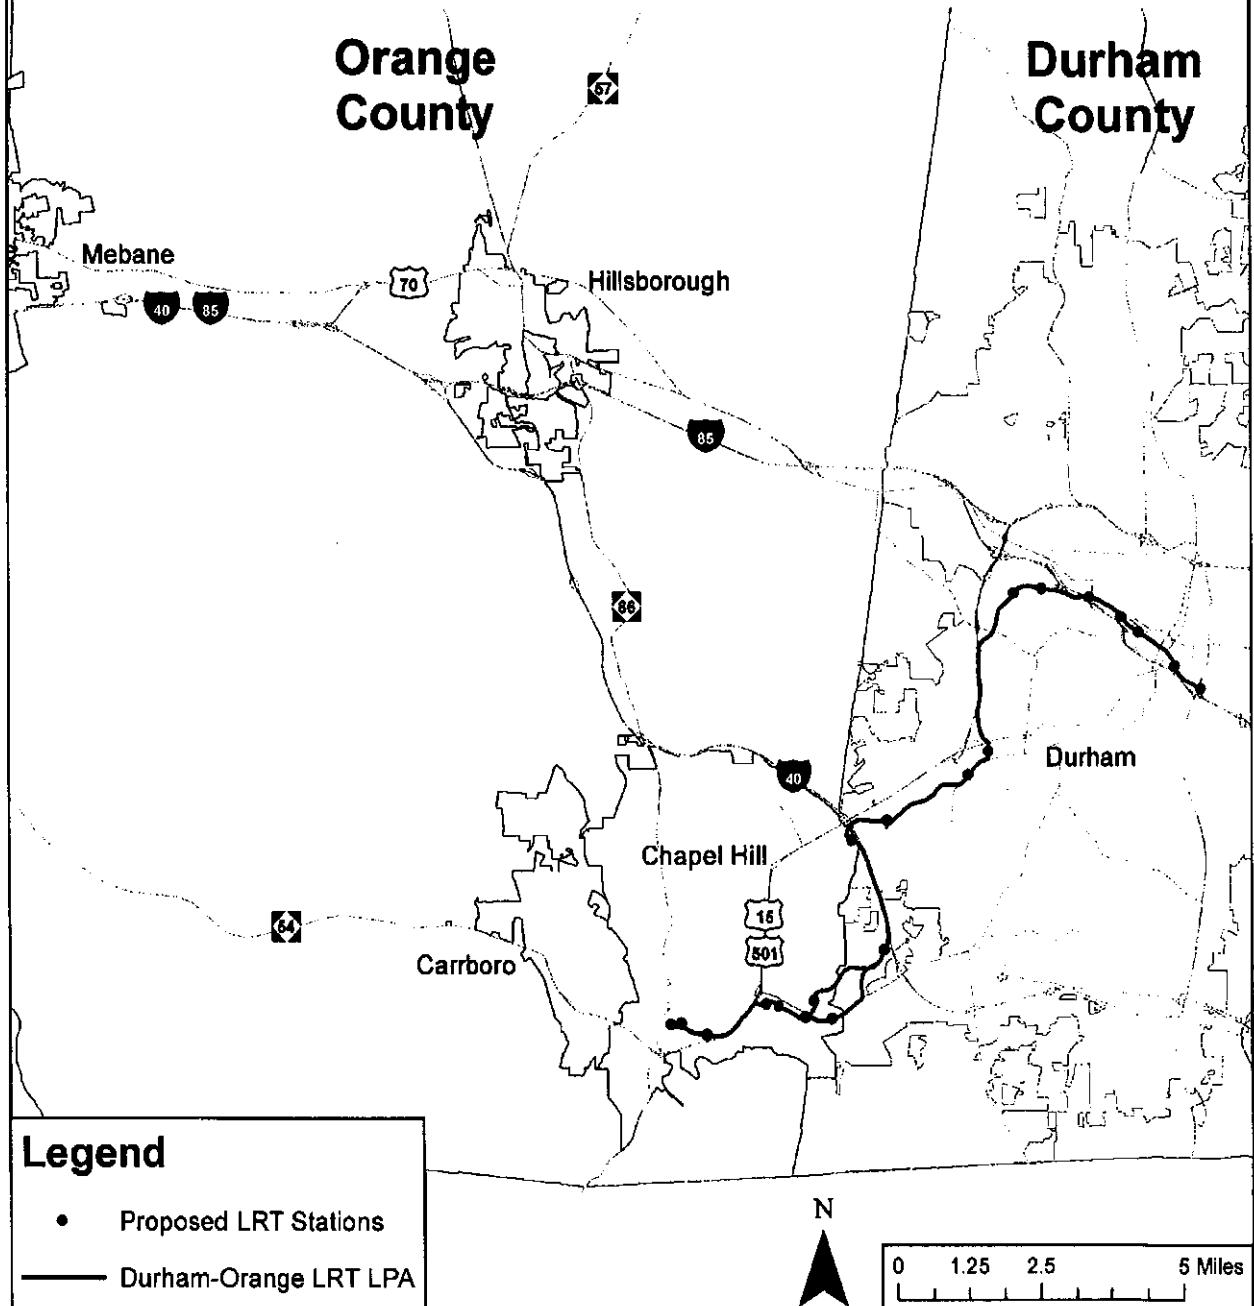 Orange
County
Durham
County
57
Mebane
70
Hillsborough
40
85
85
86
Durham
40
Chapel Hill
15
501
54
Carrboro
Legend
Proposed LRT Stations
Durham-Orange LRT LPA
N
0 1.25 2.5 5 Miles